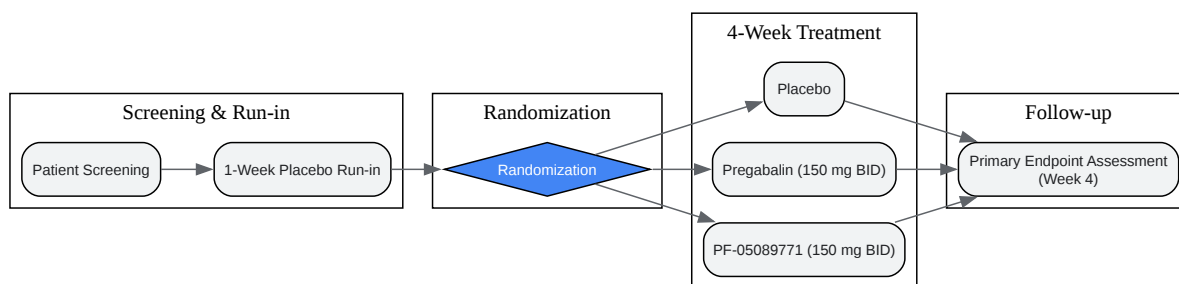 Screening & Run-in
Patient Screening
1-Week Placebo Run-in
Randomization
Randomization
4-Week Treatment
Placebo
Pregabalin (150 mg BID)
PF-05089771 (150 mg BID)
Follow-up
Primary Endpoint Assessment
(Week 4)